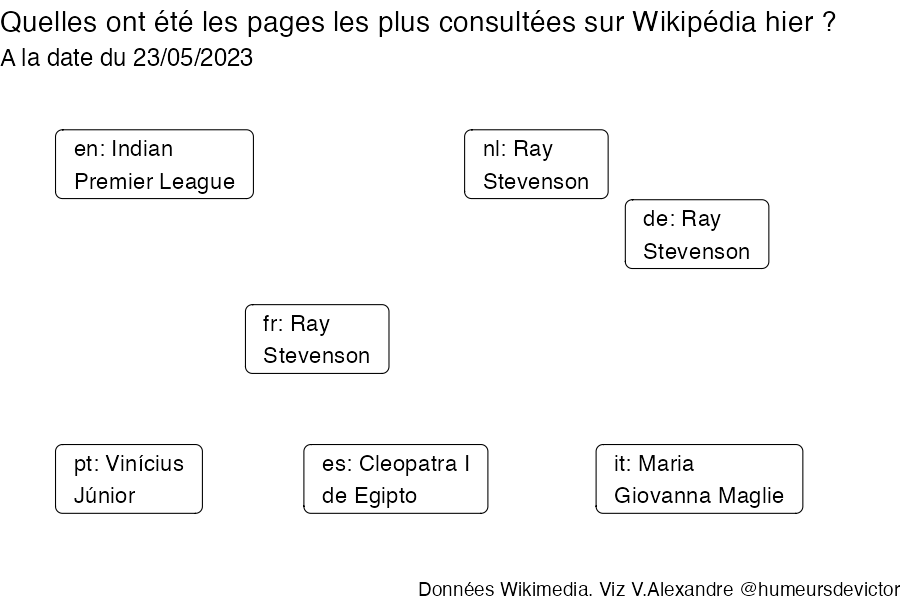 Quelles ont été les pages les plus consultées sur Wikipédia hier ?
A la date du 23/05/2023
en: Indian
Premier League
nl: Ray
Stevenson
de: Ray
Stevenson
fr: Ray
Stevenson
pt: Vinícius
Júnior
es: Cleopatra I
de Egipto
it: Maria
Giovanna Maglie
Données Wikimedia. Viz V.Alexandre @humeursdevictor